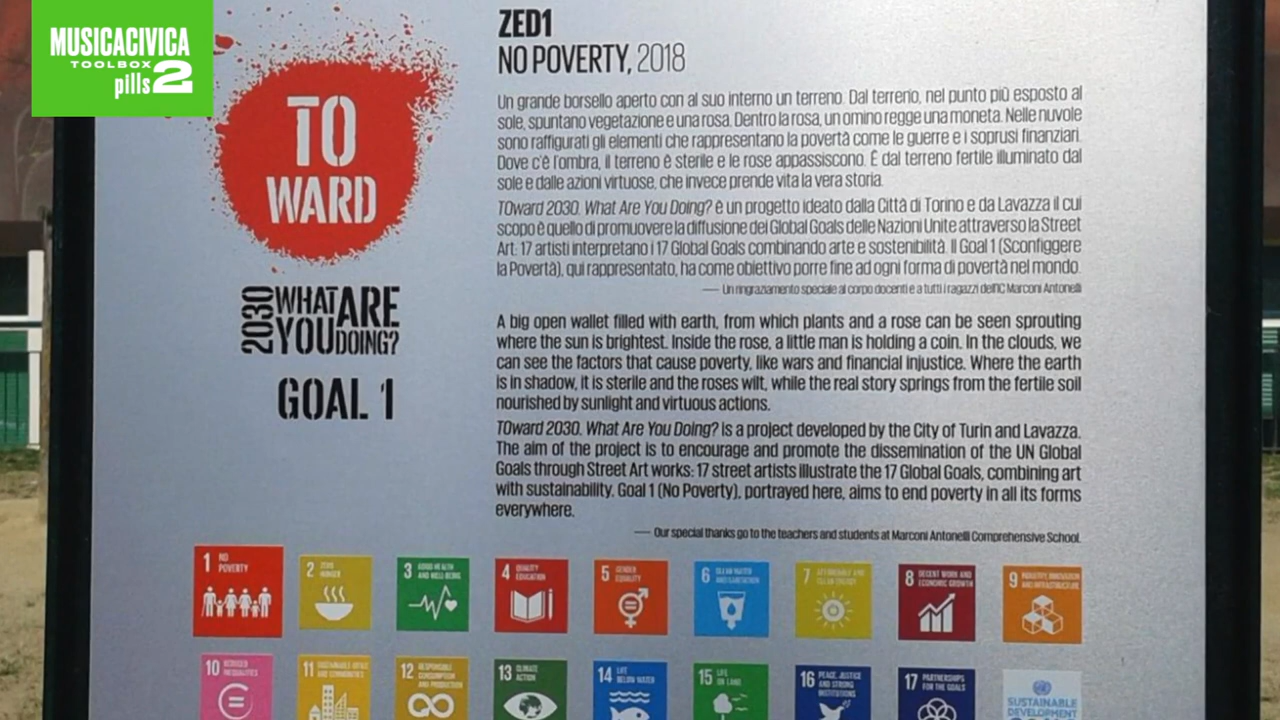 MUSICACIVICA
TOOLBOX
pills 2
TO
WARD
2030 WHAT ARE
YOU DOING?
GOAL 1
ZED1
NO POVERTY, 2018
Un grande borsello aperto con al suo interno un terreno. Dal terreno, nel punto più esposto al
sole, spuntano vegetazione e una rosa. Dentro la rosa, un omino regge una moneta. Nelle nuvole
sono raffigurati gli elementi che rappresentano la povertà come le guerre e i soprusi finanziari.
Dove c'è l'ombra, il terreno è sterile e le rose appassiscono. È dal terreno fertile illuminato dal
sole e dalle azioni virtuose, che invece prende vita la vera storia.
TOward 2030. What Are You Doing? è un progetto ideato dalla Città di Torino e da Lavazza il cui
scopo è quello di promuovere la diffusione dei Global Goals delle Nazioni Unite attraverso la Street
Art: 17 artisti interpretano i 17 Global Goals combinando arte e sostenibilità. Il Goal 1 (Sconfiggere
la Povertà), qui rappresentato, ha come obiettivo porre fine ad ogni forma di povertà nel mondo.
— Un ringraziamento speciale al corpo docenti e a tutti i ragazzi dell'IC Marconi Antonelli
A big open wallet filled with earth, from which plants and a rose can be seen sprouting
where the sun is brightest. Inside the rose, a little man is holding a coin. In the clouds, we
can see the factors that cause poverty, like wars and financial injustice. Where the earth
is in shadow, it is sterile and the roses wilt, while the real story springs from the fertile soil
nourished by sunlight and virtuous actions.
TOward 2030. What Are You Doing? is a project developed by the City of Turin and Lavazza.
The aim of the project is to encourage and promote the dissemination of the UN Global
Goals through Street Art works: 17 street artists illustrate the 17 Global Goals, combining art
with sustainability. Goal 1 (No Poverty), portrayed here, aims to end poverty in all its forms
everywhere.
— Our special thanks go to the teachers and students at Marconi Antonelli Comprehensive School.
1 NO POVERTY
2 ZERO HUNGER
3 GOOD HEALTH AND WELL-BEING
4 QUALITY EDUCATION
5 GENDER EQUALITY
6 CLEAN WATER AND SANITATION
7 AFFORDABLE AND CLEAN ENERGY
8 DECENT WORK AND ECONOMIC GROWTH
9 INDUSTRY, INNOVATION AND INFRASTRUCTURE
10 REDUCED INEQUALITIES
11 SUSTAINABLE CITIES AND COMMUNITIES
12 RESPONSIBLE CONSUMPTION AND PRODUCTION
13 CLIMATE ACTION
14 LIFE BELOW WATER
15 LIFE ON LAND
16 PEACE, JUSTICE AND STRONG INSTITUTIONS
17 PARTNERSHIPS FOR THE GOALS
SUSTAINABLE
DEVELOPMENT